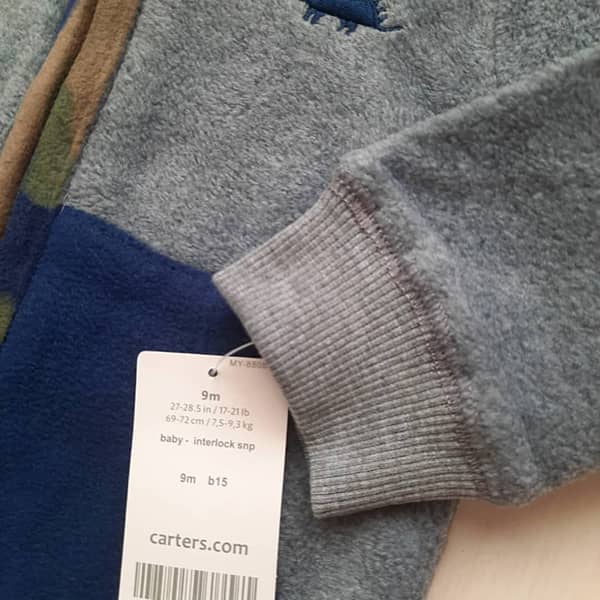 9m
27-28.5 in / 17-21 lb
69-72 cm / 7,5-9,3 kg
baby - interlock snp
9m b15
carters.com